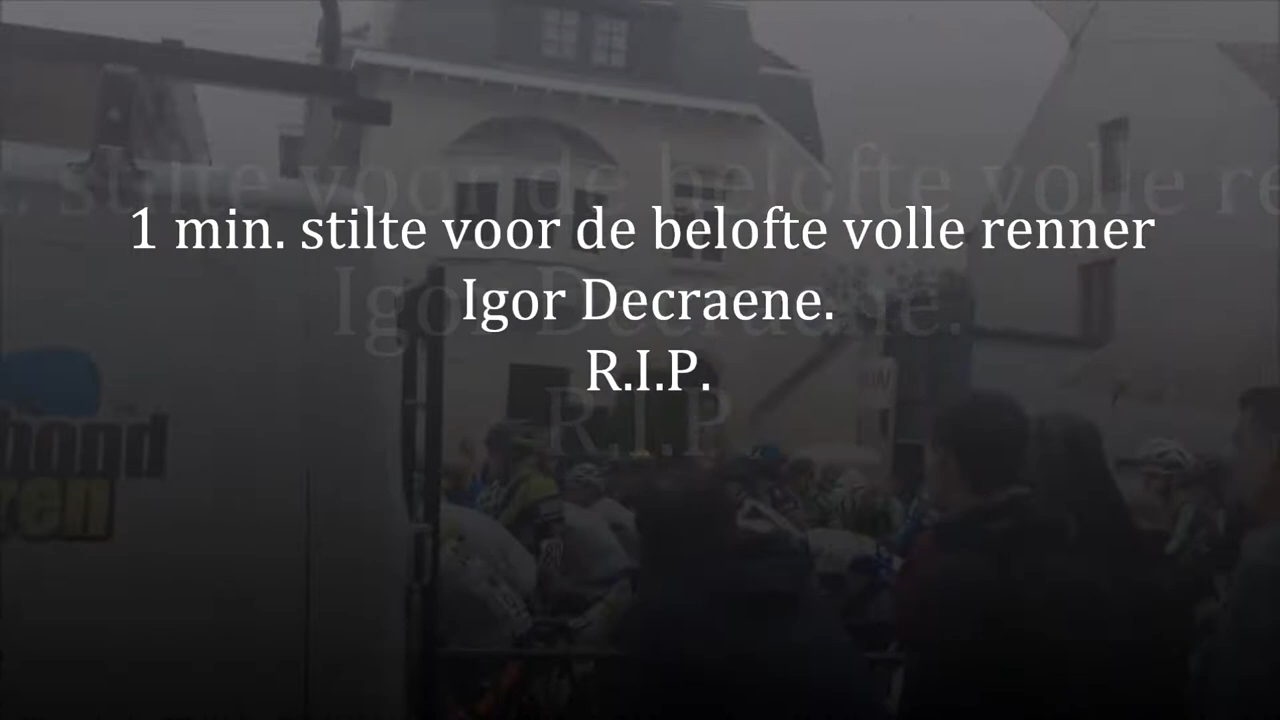 1 min. stilte voor de belofte volle renner
Igor Decraene.
R.I.P.